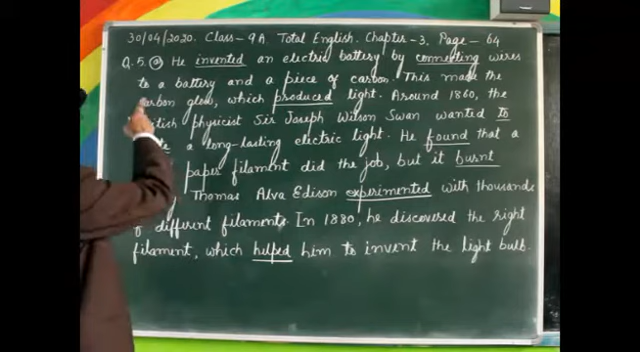 30/04/2020. Class-9A. Total English. Chapter-3. Page-64
Q.5. (a) He invented an electric battery by connecting wires
to a battery and a piece of carbon. This made the
carbon glow, which produced light. Around 1860, the
physicist Sir Joseph Wilson Swan wanted to
a long-lasting electric light. He found that a
paper filament did the job, but it burnt
Thomas Alva Edison experimented with thousands
of different filaments. In 1880, he discovered the right
filament, which helped him to invent the light bulb.